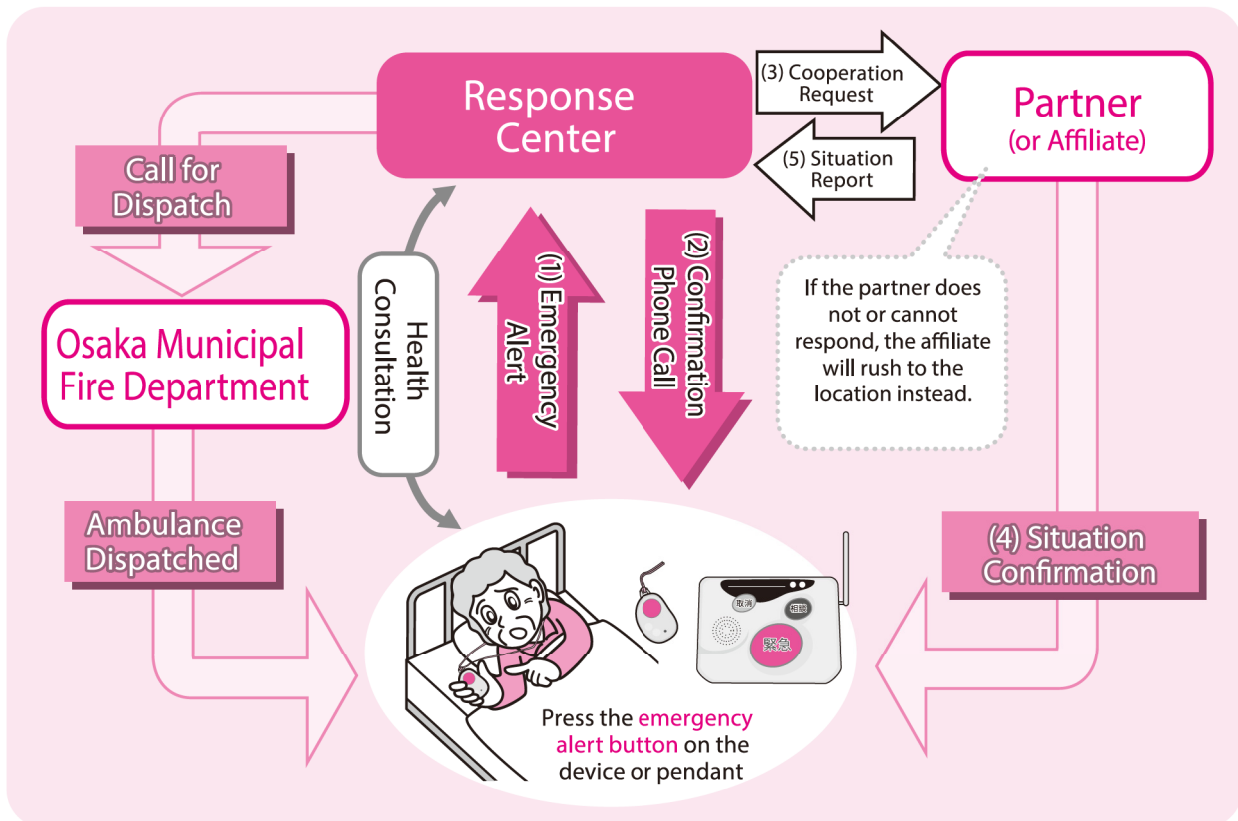 Response
Center
(3) Cooperation
Request
(5) Situation
Report
Partner
(or Affiliate)
Call for
Dispatch
Osaka Municipal
Fire Department
Ambulance
Dispatched
Health
Consultation
(1) Emergency
Alert
(2) Confirmation
Phone Call
If the partner does
not or cannot
respond, the affiliate
will rush to the
location instead.
(4) Situation
Confirmation
取消
相談
緊急
Press the emergency
alert button on the
device or pendant